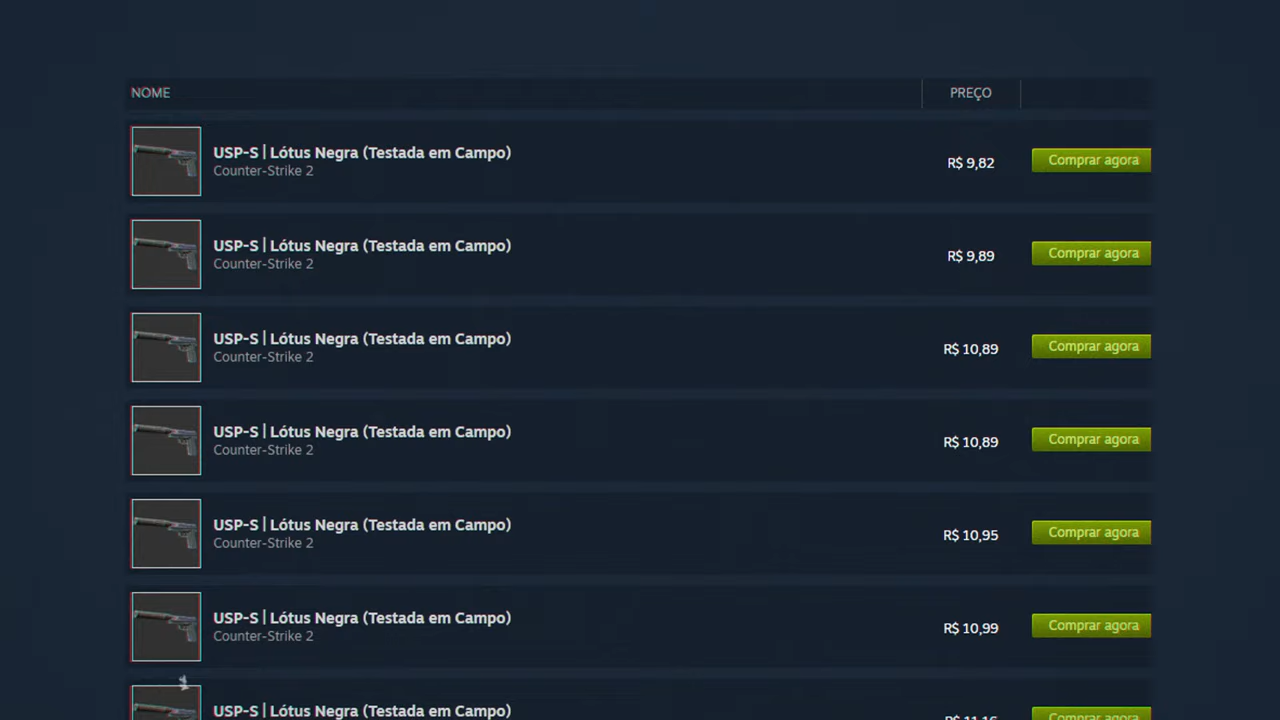 NOME PREÇO
USP-S | Lótus Negra (Testada em Campo)
Counter-Strike 2
R$ 9,82
Comprar agora
USP-S | Lótus Negra (Testada em Campo)
Counter-Strike 2
R$ 9,89
Comprar agora
USP-S | Lótus Negra (Testada em Campo)
Counter-Strike 2
R$ 10,89
Comprar agora
USP-S | Lótus Negra (Testada em Campo)
Counter-Strike 2
R$ 10,89
Comprar agora
USP-S | Lótus Negra (Testada em Campo)
Counter-Strike 2
R$ 10,95
Comprar agora
USP-S | Lótus Negra (Testada em Campo)
Counter-Strike 2
R$ 10,99
Comprar agora
USP-S | Lótus Negra (Testada em Campo)
Comprar agora